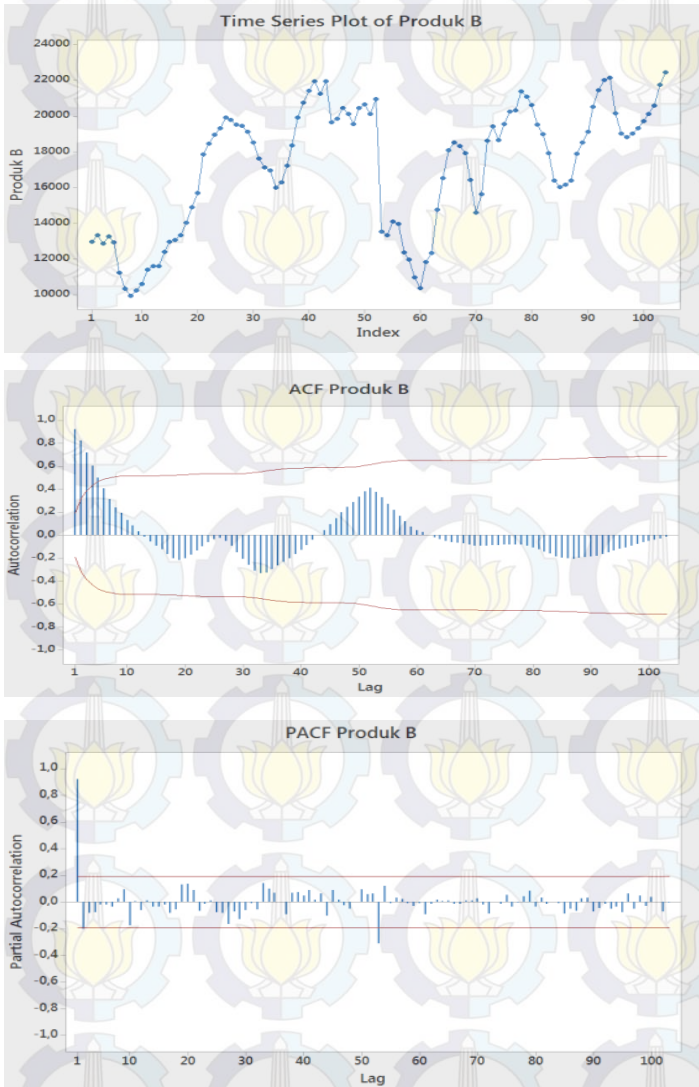 Time Series Plot of Produk B
24000
22000
20000
18000
16000
14000
12000
10000
Produk B
1 10 20 30 40 50 60 70 80 90 100
Index
ACF Produk B
1,0
0,8
0,6
0,4
0,2
0,0
-0,2
-0,4
-0,6
-0,8
-1,0
Autocorrelation
1 10 20 30 40 50 60 70 80 90 100
Lag
PACF Produk B
1,0
0,8
0,6
0,4
0,2
0,0
-0,2
-0,4
-0,6
-0,8
-1,0
Partial Autocorrelation
1 10 20 30 40 50 60 70 80 90 100
Lag